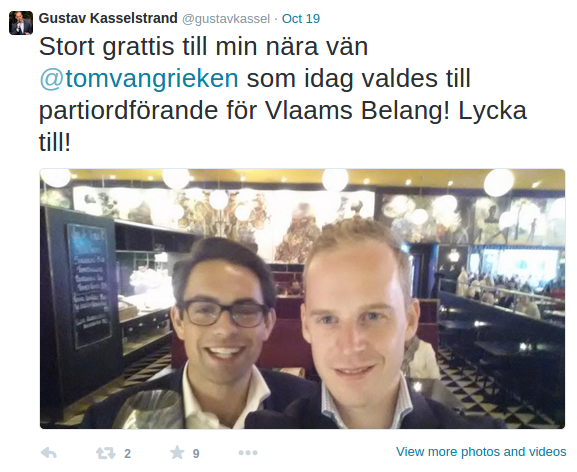 Gustav Kasselstrand @gustavkassel · Oct 19
Stort grattis till min nära vän
@tomvangrieken som idag valdes till
partiordförande för Vlaams Belang! Lycka
till!
2 9 View more photos and videos